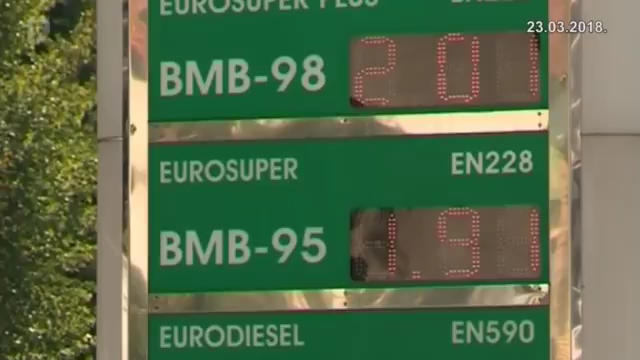 EUROSUPER PLUS
23.03.2018.
BMB-98 2.01
EUROSUPER EN228
BMB-95 1.91
EURODIESEL EN590